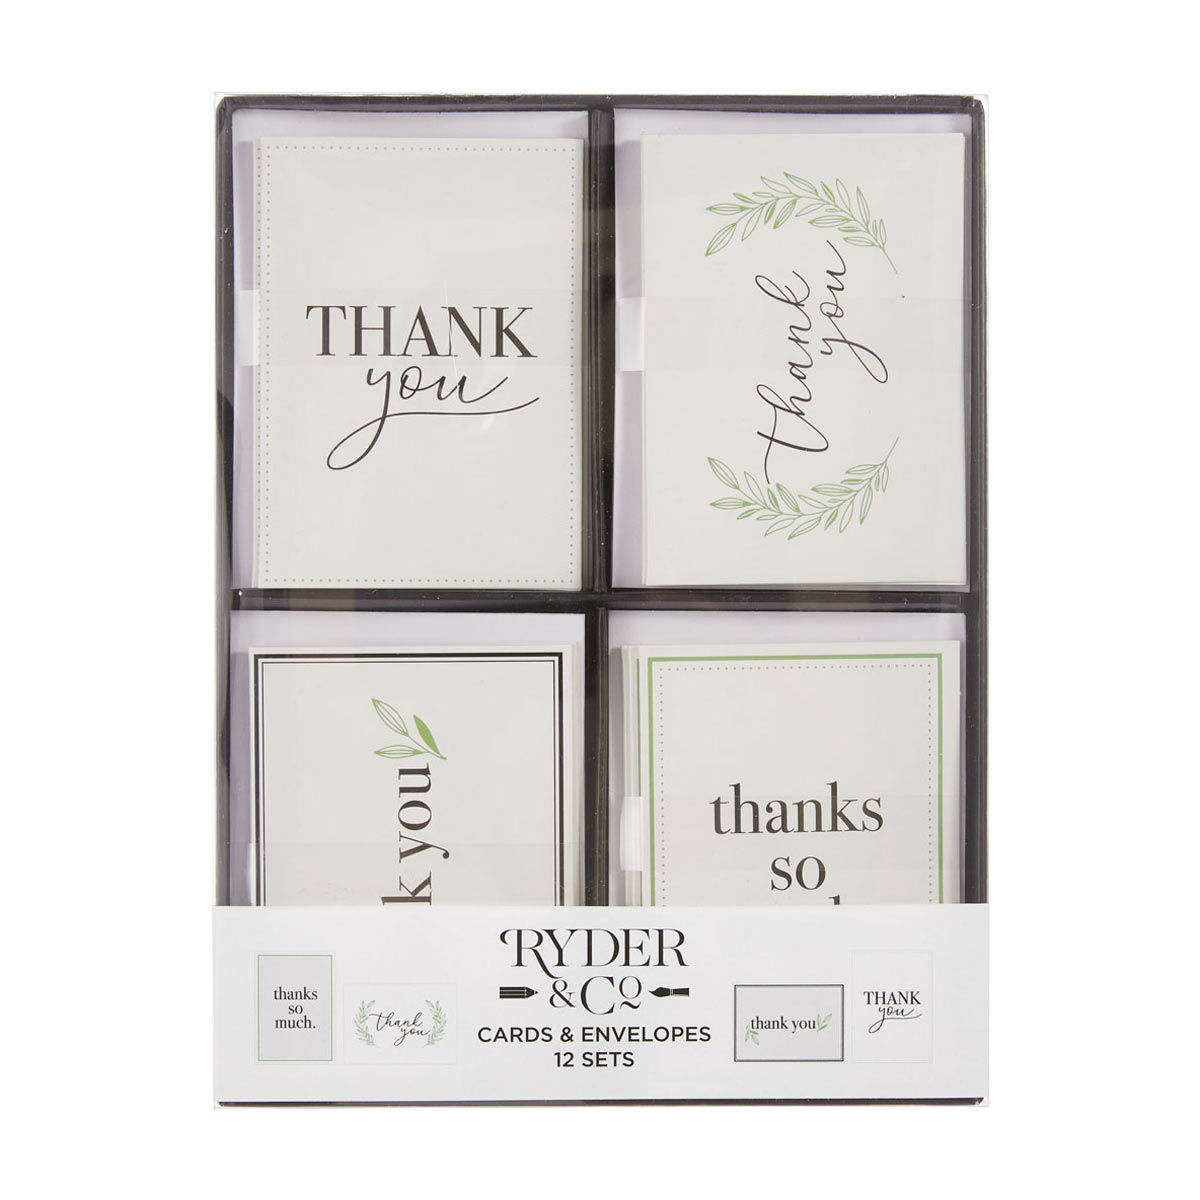 THANK
you
thank
you
k you
thanks
so
RYDER
& Co
CARDS & ENVELOPES
12 SETS
thanks
so
much.
thank
you
thank you
THANK
you